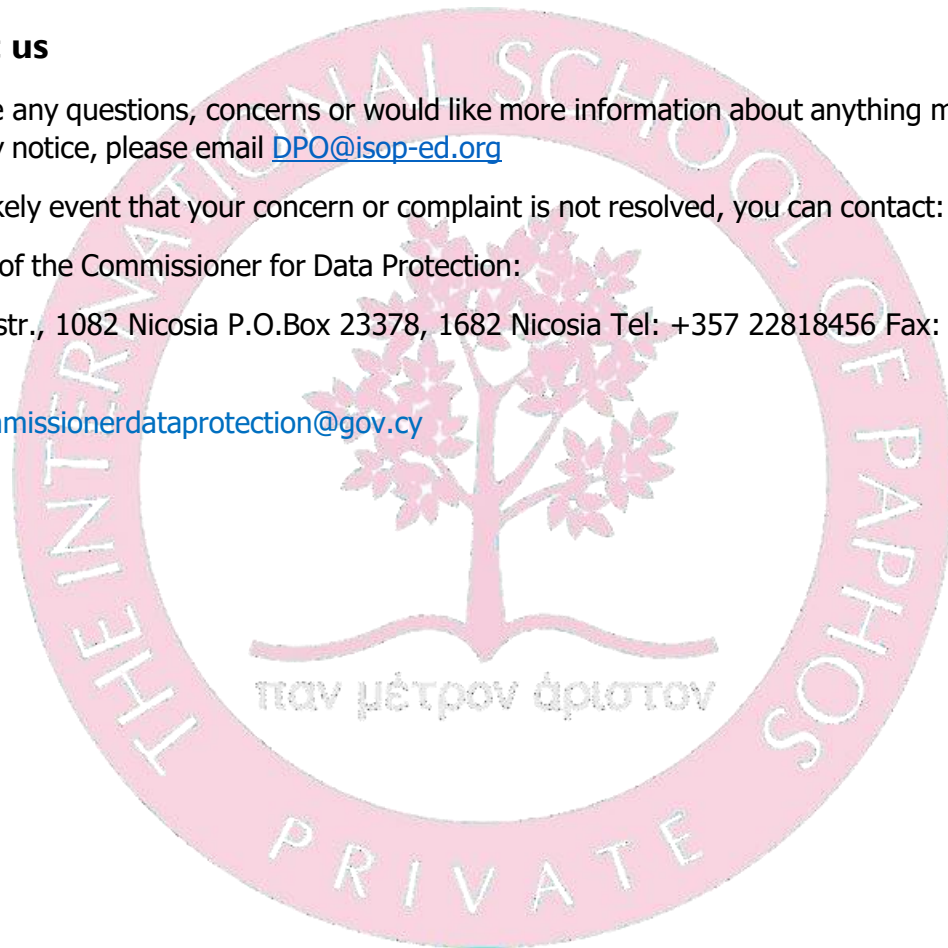 t us
e any questions, concerns or would like more information about anything m
y notice, please email DPO@isop-ed.org
kely event that your concern or complaint is not resolved, you can contact:
of the Commissioner for Data Protection:
str., 1082 Nicosia P.O.Box 23378, 1682 Nicosia Tel: +357 22818456 Fax:
nmissionerdataprotection@gov.cy
THE INTERNATIONAL SCHOOL OF PAPHOS
παν μέτρον άριστον
PRIVATE